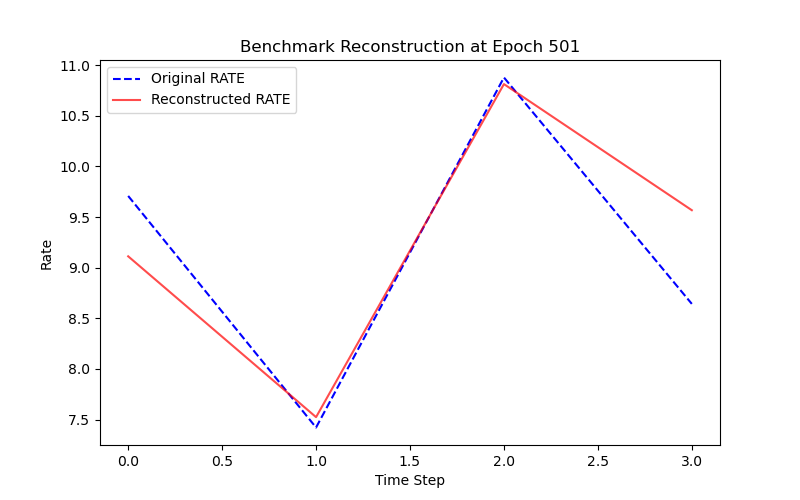 Benchmark Reconstruction at Epoch 501
Original RATE
Reconstructed RATE
Rate
11.0
10.5
10.0
9.5
9.0
8.5
8.0
7.5
0.0 0.5 1.0 1.5 2.0 2.5 3.0
Time Step